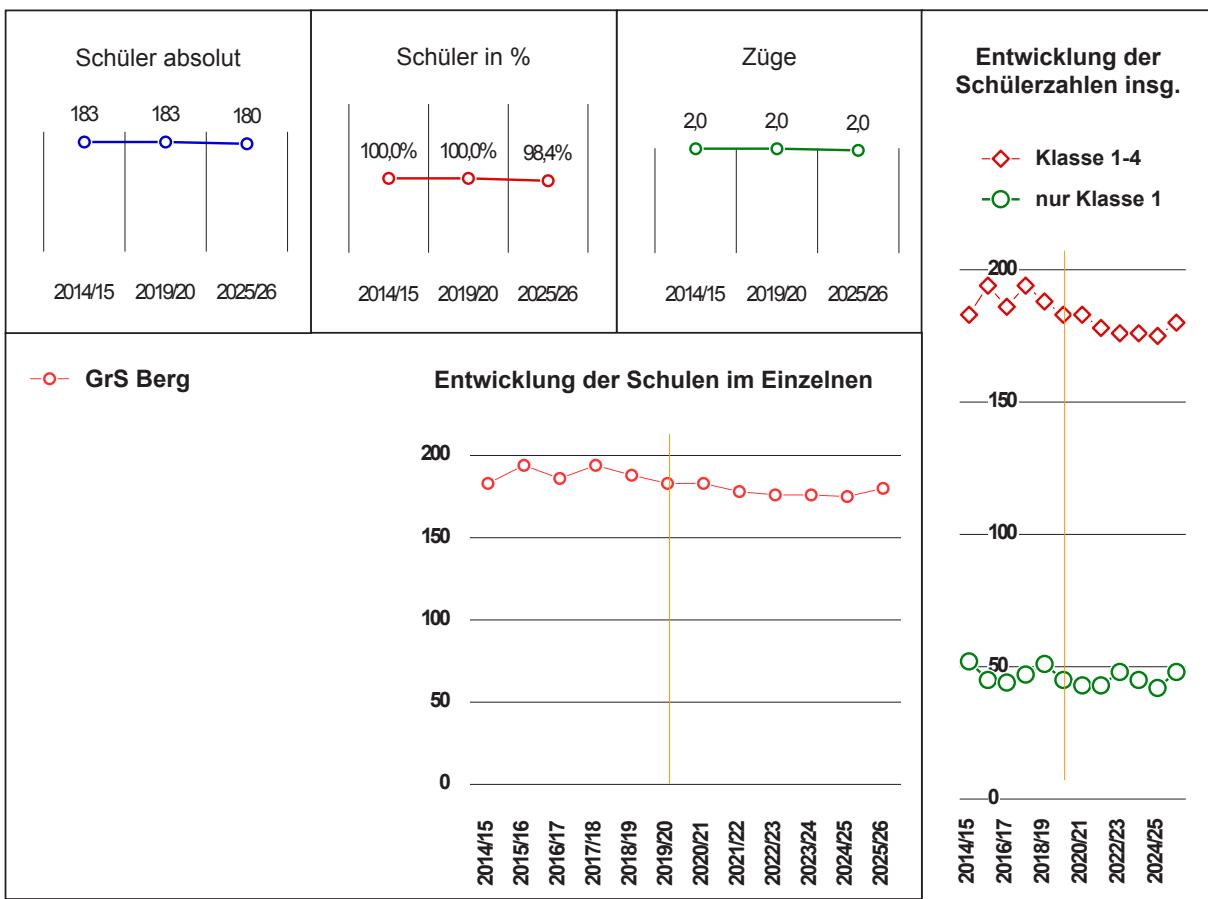 Schüler absolut
183 183 180
2014/15 2019/20 2025/26
Schüler in %
100,0% 100,0% 98,4%
2014/15 2019/20 2025/26
Züge
2,0 2,0 2,0
2014/15 2019/20 2025/26
Entwicklung der
Schülerzahlen insg.
Klasse 1-4
nur Klasse 1
200
150
100
50
0
2014/15 2016/17 2018/19 2020/21 2022/23 2024/25
GrS Berg
Entwicklung der Schulen im Einzelnen
200
150
100
50
0
2014/15 2015/16 2016/17 2017/18 2018/19 2019/20 2020/21 2021/22 2022/23 2023/24 2024/25 2025/26